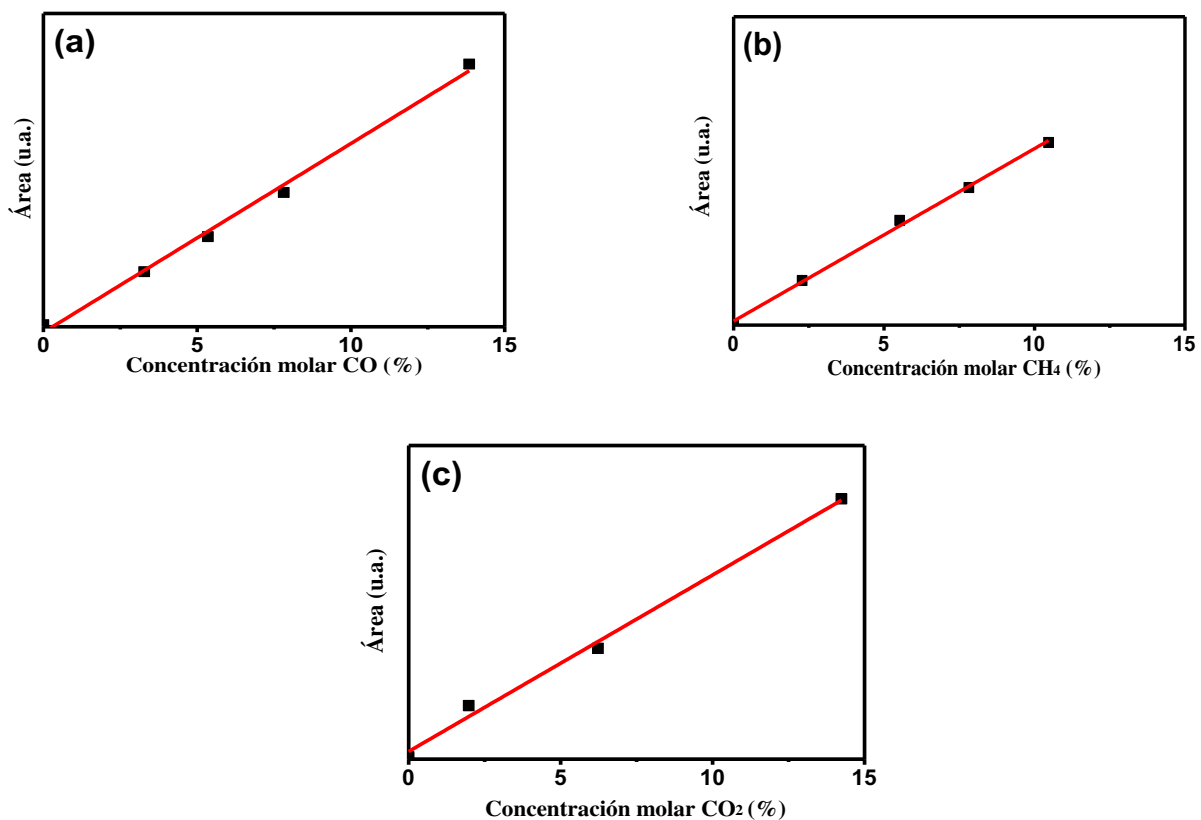 (a)
Área (u.a.)
0 5 10 15
Concentración molar CO (%)
(b)
Área (u.a.)
0 5 10 15
Concentración molar CH4 (%)
(c)
Área (u.a.)
0 5 10 15
Concentración molar CO2 (%)